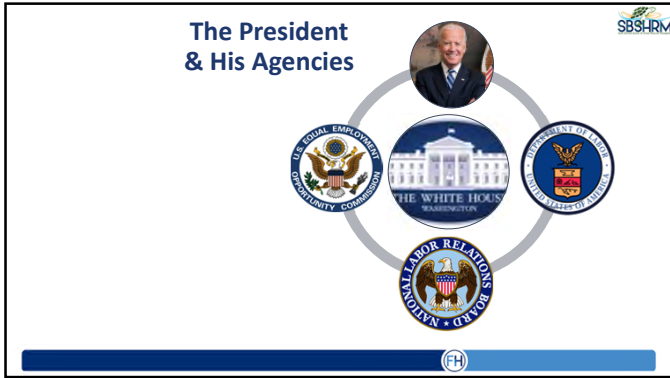 The President
& His Agencies
SBSHRM
U.S. EQUAL EMPLOYMENT
OPPORTUNITY COMMISSION
THE WHITE HOUS
WASHINGTON
DEPARTMENT OF LABOR
UNITED STATES OF AMERICA
NATIONAL LABOR RELATIONS BOARD
FH